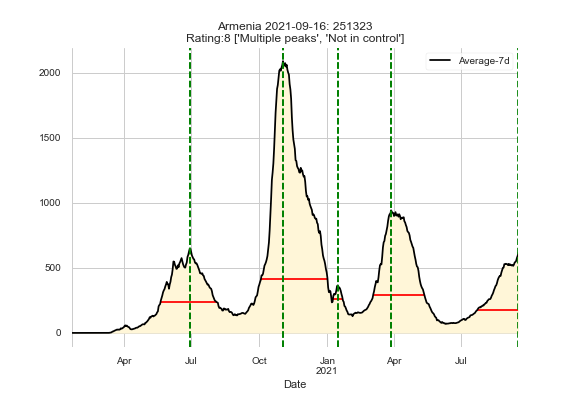 Armenia 2021-09-16: 251323
Rating:8 ['Multiple peaks', 'Not in control']
Average-7d
2000
1500
1000
500
0
Apr Jul Oct Jan Apr Jul
2021
Date